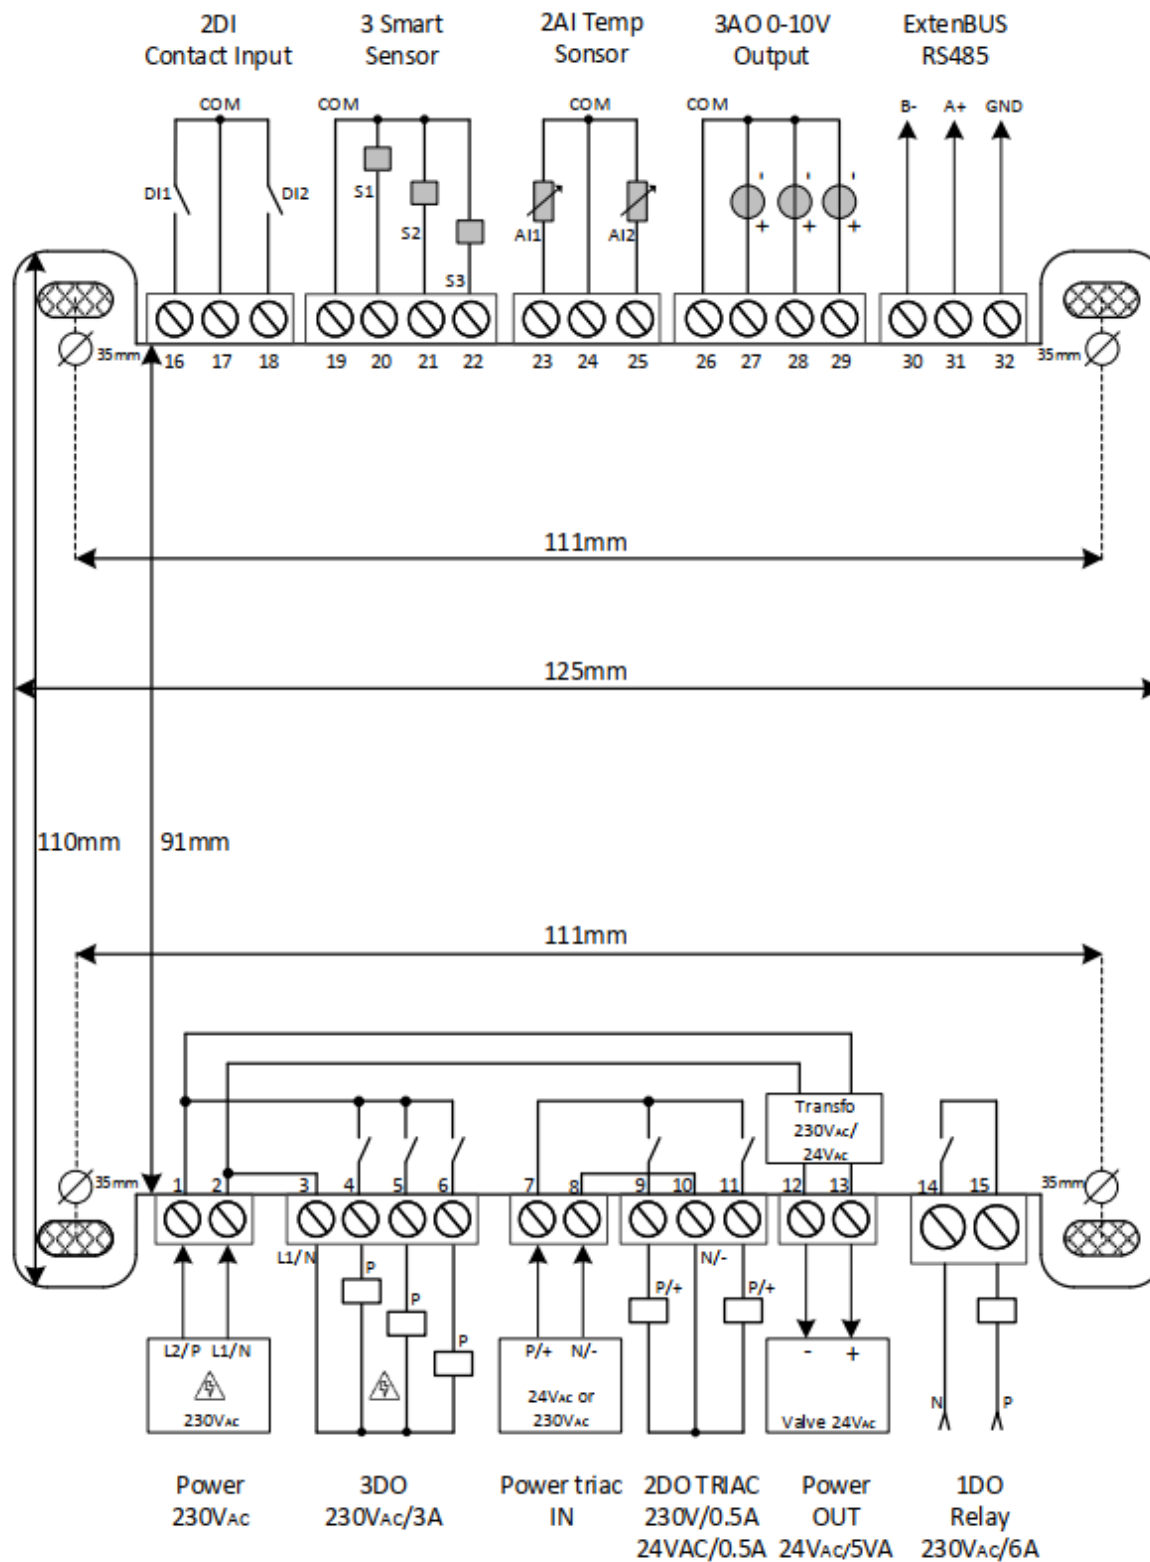 2DI
Contact Input
3 Smart
Sensor
2AI Temp
Sonsor
3AO 0-10V
Output
ExtenBUS
RS485
COM
COM
COM
COM
B-
A+
GND
DI1
DI2
S1
S2
S3
AI1
AI2
-
-
-
+
+
+
35mm
16
17
18
19
20
21
22
23
24
25
26
27
28
29
30
31
32
35mm
111mm
125mm
110mm
91mm
111mm
Transfo
230VAC/
24VAC
35mm
1
2
3
4
5
6
7
8
9
10
11
12
13
14
15
35mm
L1/N
P
P
P
N/-
P/+
P/+
L2/P
L1/N
230VAC
P/+
N/-
24VAC or
230VAC
-
+
Valve 24VAC
N
P
Power
230VAC
3DO
230VAC/3A
Power triac
IN
2DO TRIAC
230V/0.5A
24VAC/0.5A
Power
OUT
24VAC/5VA
1DO
Relay
230VAC/6A